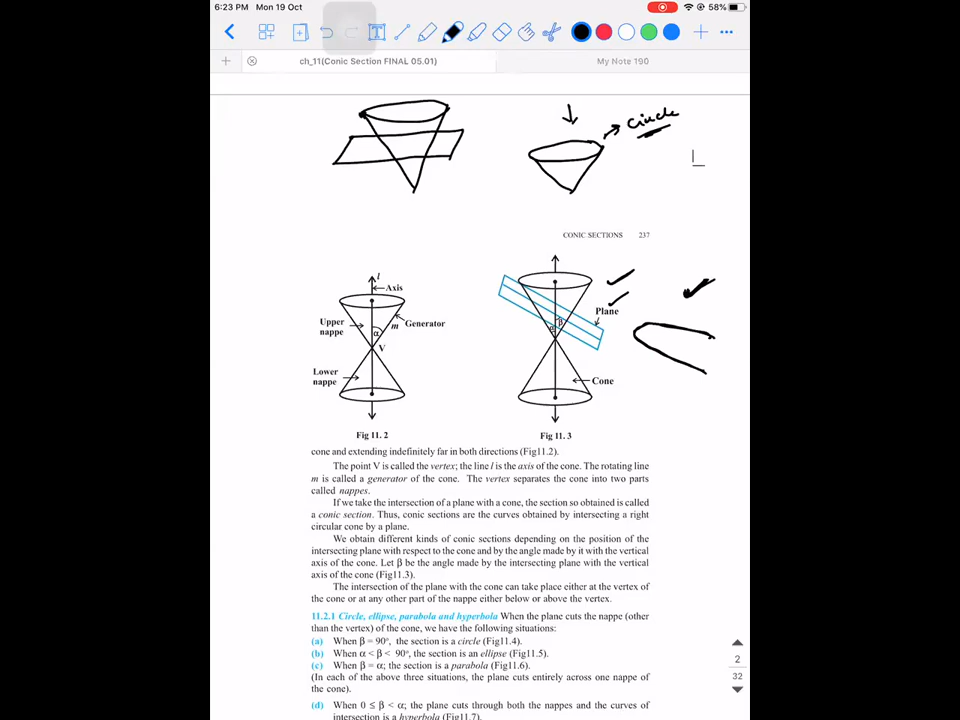 6:23 PM Mon 19 Oct
58%
T
ch_11(Conic Section FINAL 05.01)
My Note 190
Circle
CONIC SECTIONS 237
l
Axis
Upper nappe
α
m Generator
V
Lower nappe
Plane
α β
Cone
Fig 11. 2
Fig 11. 3
cone and extending indefinitely far in both directions (Fig11.2).
The point V is called the vertex; the line l is the axis of the cone. The rotating line
m is called a generator of the cone. The vertex separates the cone into two parts
called nappes.
If we take the intersection of a plane with a cone, the section so obtained is called
a conic section. Thus, conic sections are the curves obtained by intersecting a right
circular cone by a plane.
We obtain different kinds of conic sections depending on the position of the
intersecting plane with respect to the cone and by the angle made by it with the vertical
axis of the cone. Let β be the angle made by the intersecting plane with the vertical
axis of the cone (Fig11.3).
The intersection of the plane with the cone can take place either at the vertex of
the cone or at any other part of the nappe either below or above the vertex.
11.2.1 Circle, ellipse, parabola and hyperbola When the plane cuts the nappe (other
than the vertex) of the cone, we have the following situations:
(a) When β = 90°, the section is a circle (Fig11.4).
(b) When α < β < 90°, the section is an ellipse (Fig11.5).
(c) When β = α; the section is a parabola (Fig11.6).
(In each of the above three situations, the plane cuts entirely across one nappe of
the cone).
(d) When 0 ≤ β < α; the plane cuts through both the nappes and the curves of
intersection is a hyperbola (Fig11.7).
2
32